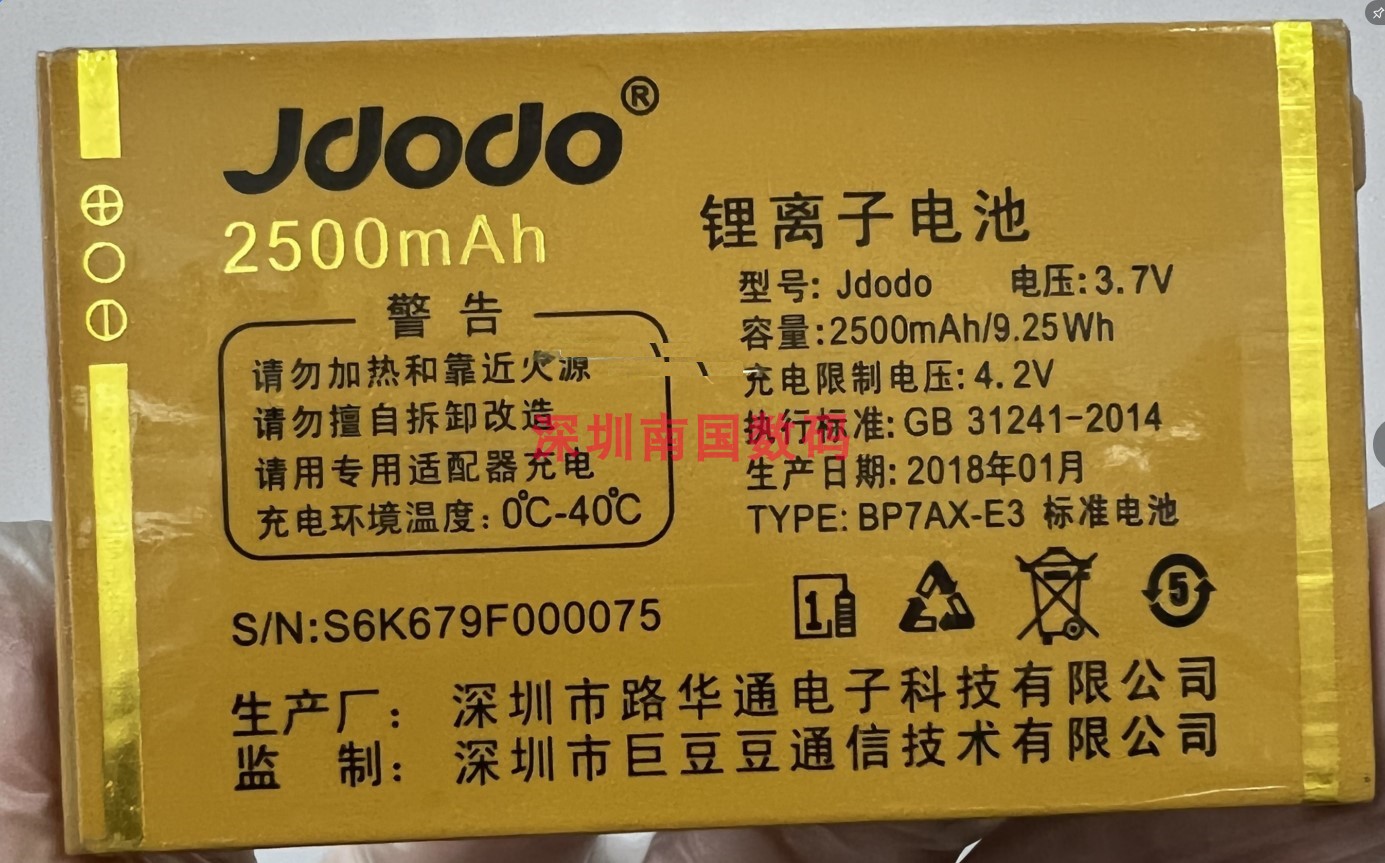 Jdodo®
2500mAh
警 告
请勿加热和靠近火源
请勿擅自拆卸改造
请用专用适配器充电
充电环境温度：0℃-40℃
锂离子电池
型号: Jdodo 电压:3.7V
容量:2500mAh/9.25Wh
充电限制电压:4.2V
执行标准:GB 31241-2014
生产日期:2018年01月
TYPE: BP7AX-E3 标准电池
深圳南国数码
1
5
S/N:S6K679F000075
生产厂： 深圳市路华通电子科技有限公司
监 制： 深圳市巨豆豆通信技术有限公司